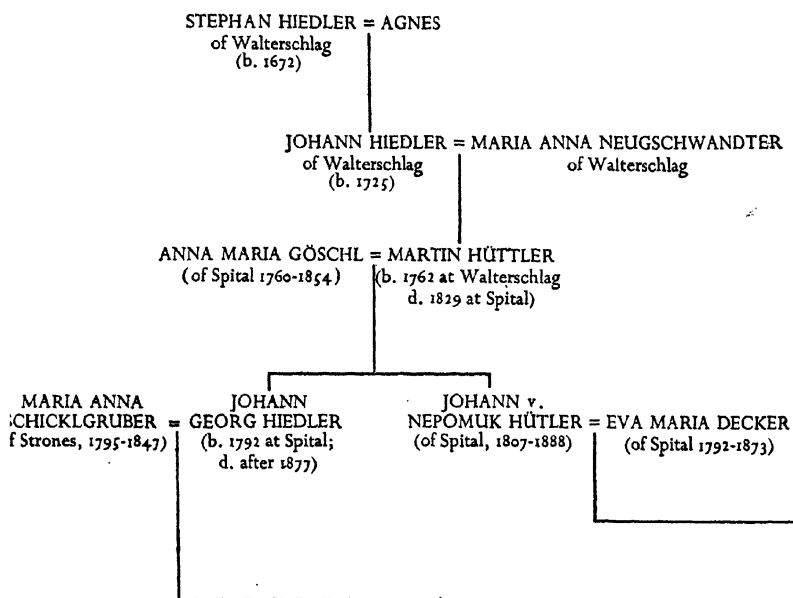 STEPHAN HIEDLER = AGNES
of Walterschlag
(b. 1672)
JOHANN HIEDLER = MARIA ANNA NEUGSCHWANDTER
of Walterschlag
(b. 1725)
of Walterschlag
ANNA MARIA GÖSCHL = MARTIN HÜTTLER
(of Spital 1760-1854)
(b. 1762 at Walterschlag
d. 1829 at Spital)
MARIA ANNA
CHICKLGRUBER =
f Strones, 1795-1847)
JOHANN
GEORG HIEDLER
(b. 1792 at Spital;
d. after 1877)
JOHANN v.
NEPOMUK HÜTLER = EVA MARIA DECKER
(of Spital, 1807-1888)
(of Spital 1792-1873)